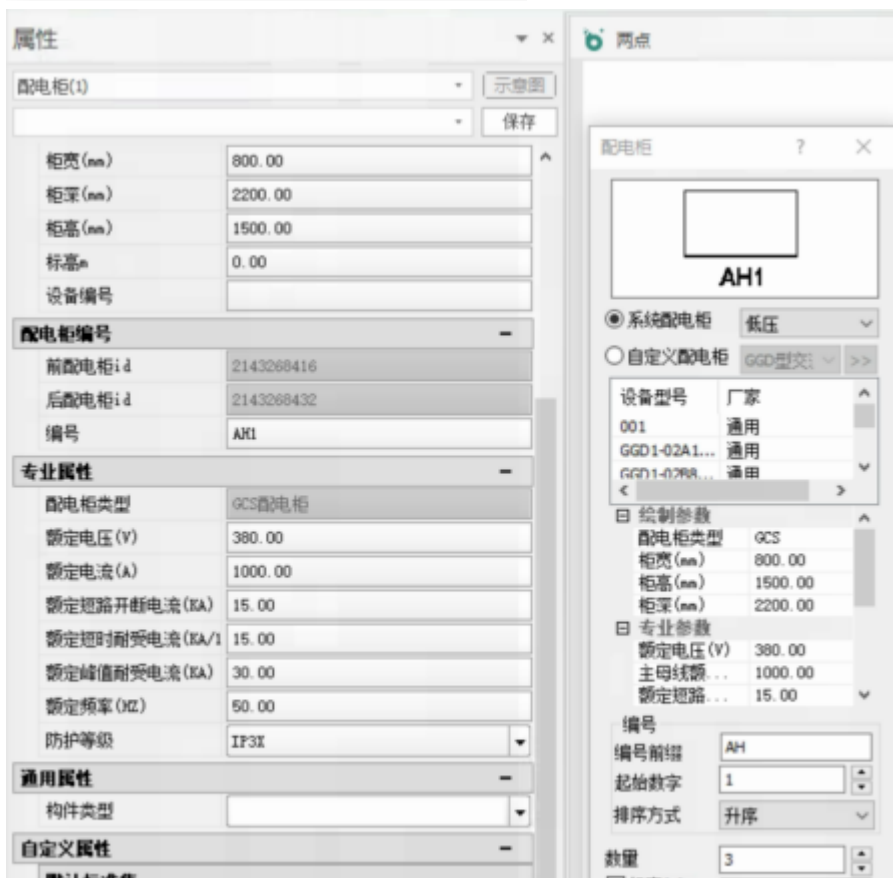 属性
配电柜(1)
示意图
保存
柜宽(mm) 800.00
柜深(mm) 2200.00
柜高(mm) 1500.00
标高m 0.00
设备编号
配电柜编号
前配电柜id 2143268416
后配电柜id 2143268432
编号 AH1
专业属性
配电柜类型 GCS配电柜
额定电压(V) 380.00
额定电流(A) 1000.00
额定短路开断电流(KA) 15.00
额定短时耐受电流(KA/1 15.00
额定峰值耐受电流(KA) 30.00
额定频率(HZ) 50.00
防护等级 IP3X
通用属性
构件类型
自定义属性
两点
配电柜 ?
AH1
系统配电柜 低压
自定义配电柜 GGD型交 >>
设备型号 厂家
001 通用
GGD1-02A1... 通用
GGD1-02B8... 通用
绘制参数
配电柜类型 GCS
柜宽(mm) 800.00
柜高(mm) 1500.00
柜深(mm) 2200.00
专业参数
额定电压(V) 380.00
主母线额... 1000.00
额定短路... 15.00
编号
编号前缀 AH
起始数字 1
排序方式 升序
数量 3